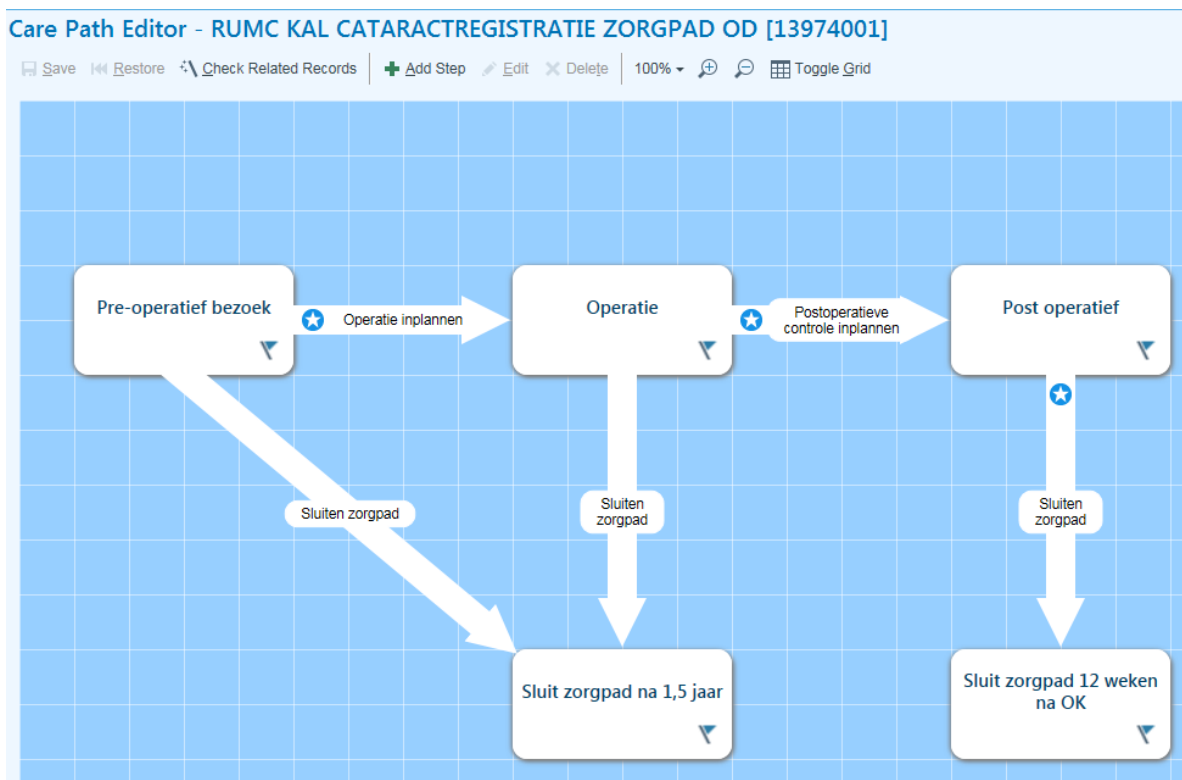 Care Path Editor - RUMC KAL CATARACTREGISTRATIE ZORGPAD OD [13974001]
Save Restore Check Related Records Add Step Edit Delete 100% Toggle Grid
Pre-operatief bezoek
Operatie inplannen
Operatie
Postoperatieve
controle inplannen
Post operatief
Sluiten zorgpad
Sluiten
zorgpad
Sluiten
zorgpad
Sluit zorgpad na 1,5 jaar
Sluit zorgpad 12 weken
na OK